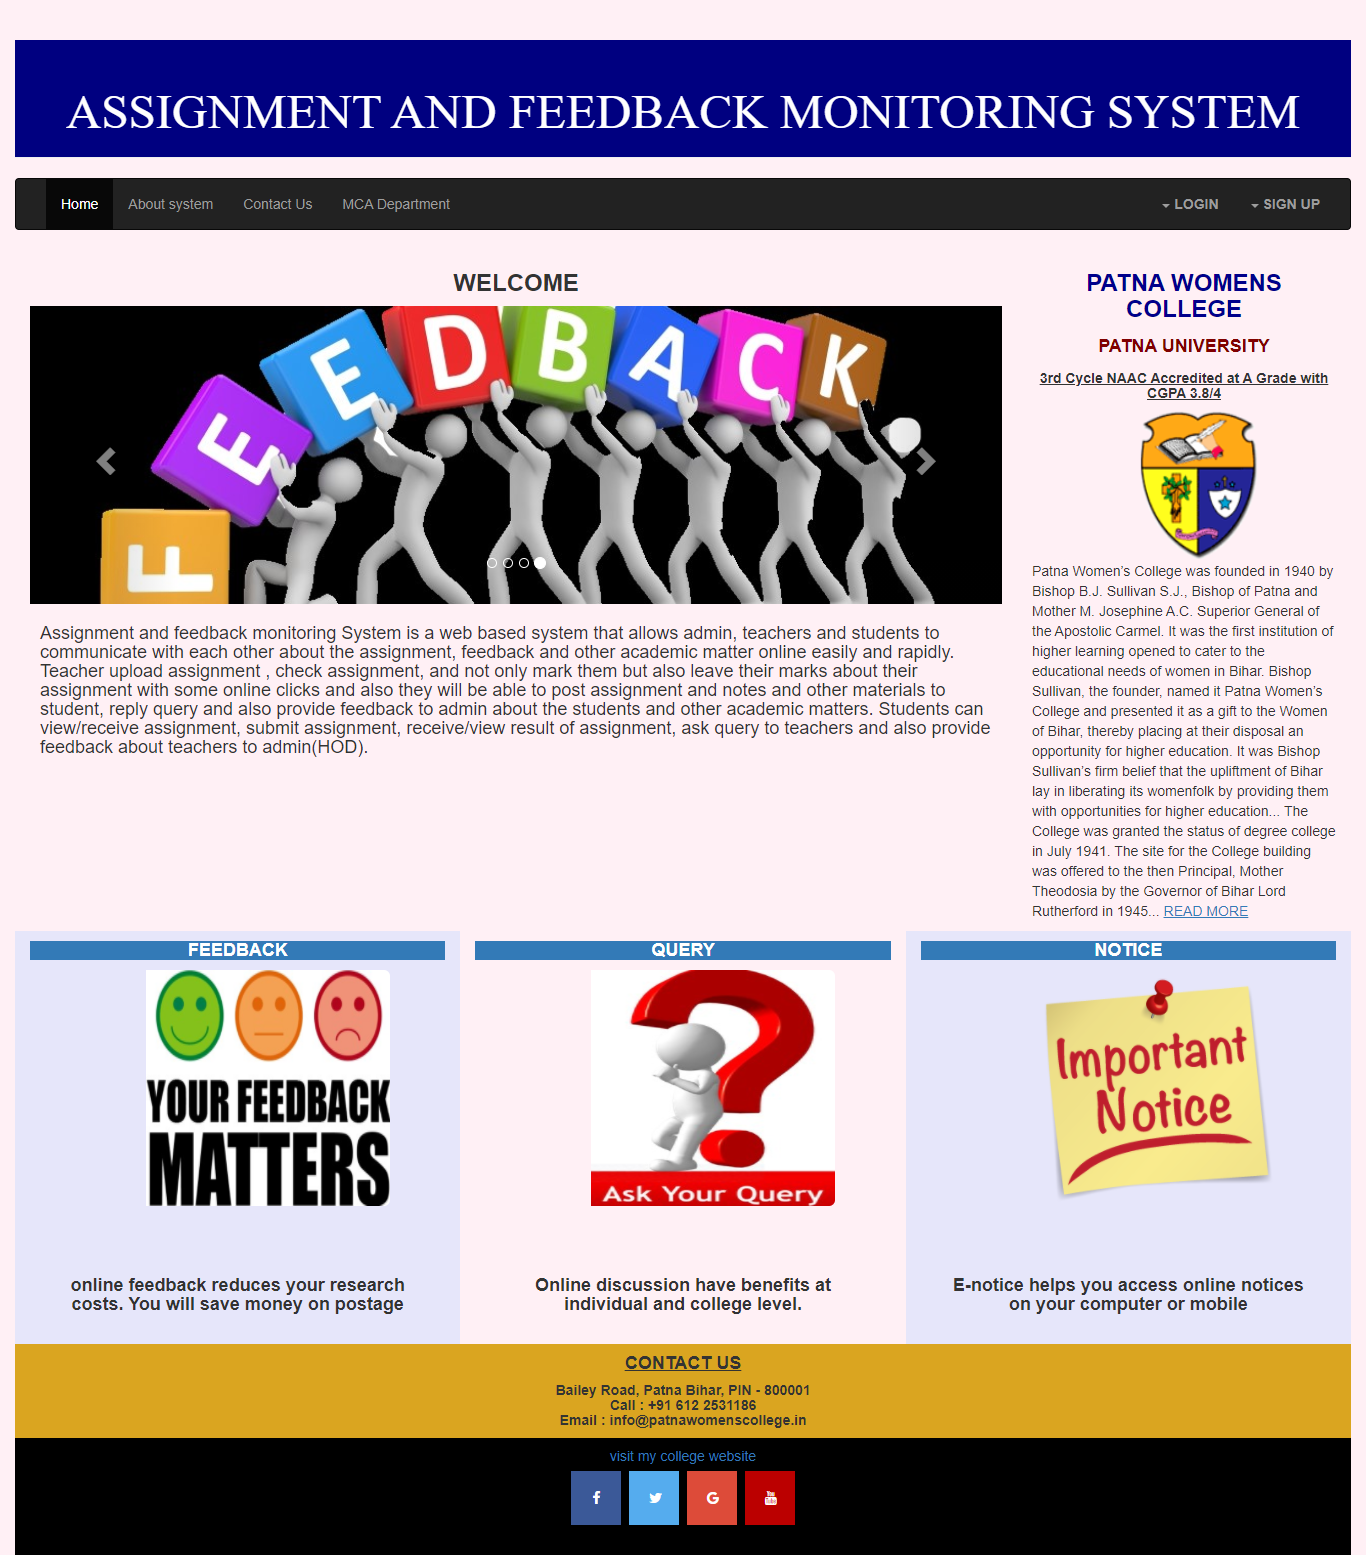 ASSIGNMENT AND FEEDBACK MONITORING SYSTEM
Home About system Contact Us MCA Department LOGIN SIGN UP
WELCOME
FEEDBACK
Assignment and feedback monitoring System is a web based system that allows admin, teachers and students to
communicate with each other about the assignment, feedback and other academic matter online easily and rapidly.
Teacher upload assignment , check assignment, and not only mark them but also leave their marks about their
assignment with some online clicks and also they will be able to post assignment and notes and other materials to
student, reply query and also provide feedback to admin about the students and other academic matters. Students can
view/receive assignment, submit assignment, receive/view result of assignment, ask query to teachers and also provide
feedback about teachers to admin(HOD).
PATNA WOMENS
COLLEGE
PATNA UNIVERSITY
3rd Cycle NAAC Accredited at A Grade with
CGPA 3.8/4
Patna Women’s College was founded in 1940 by
Bishop B.J. Sullivan S.J., Bishop of Patna and
Mother M. Josephine A.C. Superior General of
the Apostolic Carmel. It was the first institution of
higher learning opened to cater to the
educational needs of women in Bihar. Bishop
Sullivan, the founder, named it Patna Women’s
College and presented it as a gift to the Women
of Bihar, thereby placing at their disposal an
opportunity for higher education. It was Bishop
Sullivan’s firm belief that the upliftment of Bihar
lay in liberating its womenfolk by providing them
with opportunities for higher education... The
College was granted the status of degree college
in July 1941. The site for the College building
was offered to the then Principal, Mother
Theodosia by the Governor of Bihar Lord
Rutherford in 1945... READ MORE
FEEDBACK
YOUR FEEDBACK
MATTERS
online feedback reduces your research
costs. You will save money on postage
QUERY
Ask Your Query
Online discussion have benefits at
individual and college level.
NOTICE
Important
Notice
E-notice helps you access online notices
on your computer or mobile
CONTACT US
Bailey Road, Patna Bihar, PIN - 800001
Call : +91 612 2531186
Email : info@patnawomenscollege.in
visit my college website
You
Tube